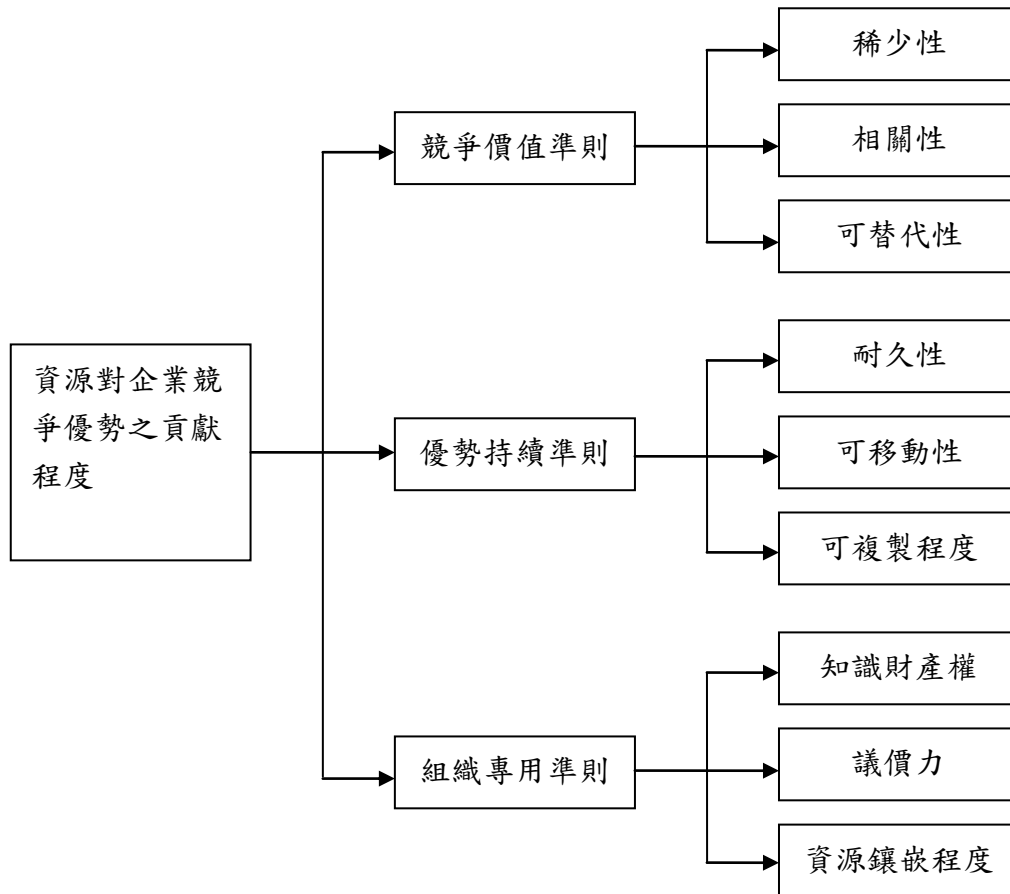 資源對企業競
爭優勢之貢獻
程度
競爭價值準則
稀少性
相關性
可替代性
優勢持續準則
耐久性
可移動性
可複製程度
組織專用準則
知識財產權
議價力
資源鑲嵌程度